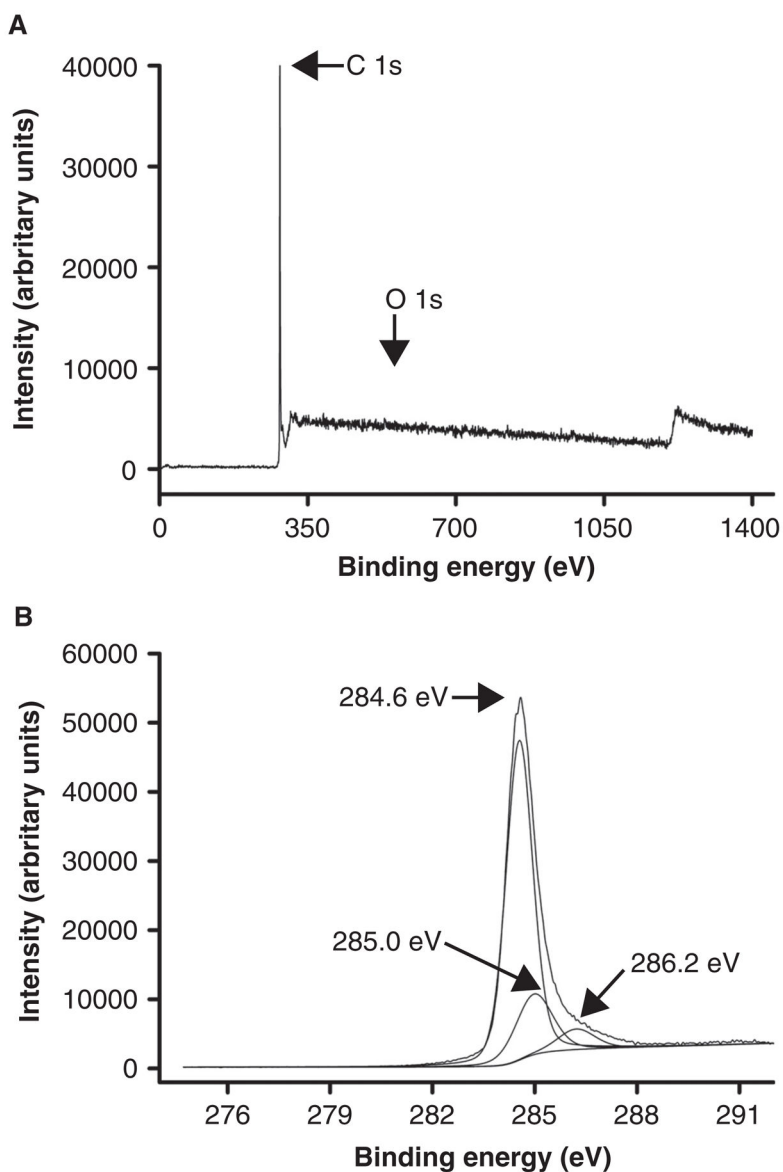 A
40000
C 1s
30000
20000
O 1s
10000
0
Intensity (arbritary units)
0 350 700 1050 1400
Binding energy (eV)
B
60000
284.6 eV
50000
40000
30000
285.0 eV
286.2 eV
20000
10000
0
Intensity (arbritary units)
276 279 282 285 288 291
Binding energy (eV)